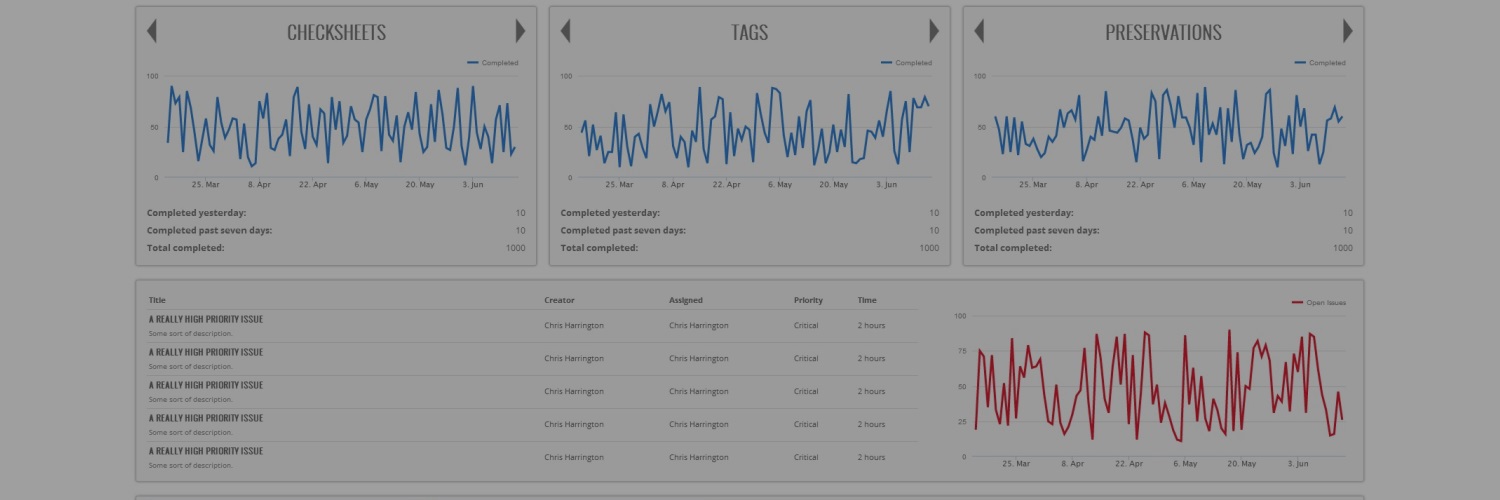 CHECKSHEETS
Completed
100
50
0
25. Mar 8. Apr 22. Apr 6. May 20. May 3. Jun
Completed yesterday: 10
Completed past seven days: 10
Total completed: 1000
TAGS
Completed
100
50
0
25. Mar 8. Apr 22. Apr 6. May 20. May 3. Jun
Completed yesterday: 10
Completed past seven days: 10
Total completed: 1000
PRESERVATIONS
Completed
100
50
0
25. Mar 8. Apr 22. Apr 6. May 20. May 3. Jun
Completed yesterday: 10
Completed past seven days: 10
Total completed: 1000
Title Creator Assigned Priority Time
A REALLY HIGH PRIORITY ISSUE
Some sort of description.
Chris Harrington Chris Harrington Critical 2 hours
A REALLY HIGH PRIORITY ISSUE
Some sort of description.
Chris Harrington Chris Harrington Critical 2 hours
A REALLY HIGH PRIORITY ISSUE
Some sort of description.
Chris Harrington Chris Harrington Critical 2 hours
A REALLY HIGH PRIORITY ISSUE
Some sort of description.
Chris Harrington Chris Harrington Critical 2 hours
A REALLY HIGH PRIORITY ISSUE
Some sort of description.
Chris Harrington Chris Harrington Critical 2 hours
Open Issues
100
75
50
25
0
25. Mar 8. Apr 22. Apr 6. May 20. May 3. Jun